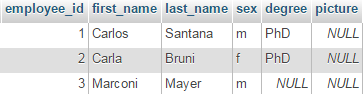 employee_id first_name last_name sex degree picture
1 Carlos Santana m PhD NULL
2 Carla Bruni f PhD NULL
3 Marconi Mayer m NULL NULL